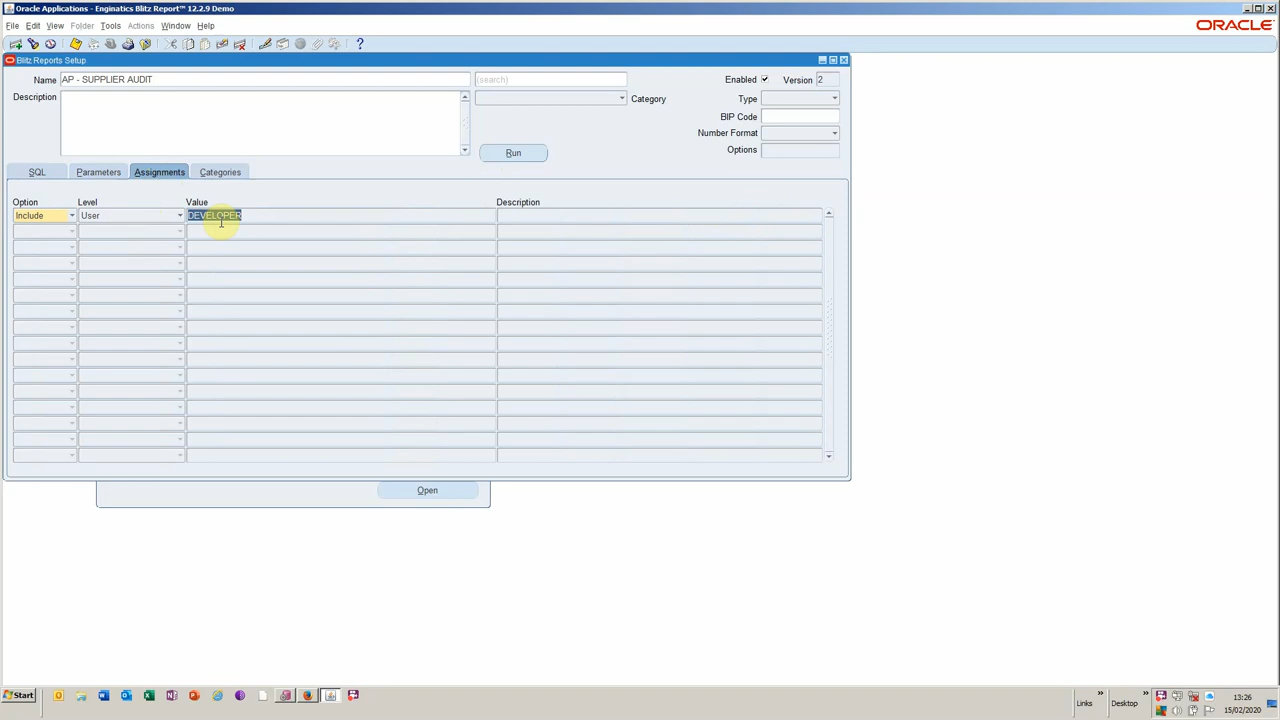 Oracle Applications - Enginatics Blitz Report™ 12.2.9 Demo
File Edit View Folder Tools Actions Window Help
ORACLE
Blitz Reports Setup
Name AP - SUPPLIER AUDIT (search) Enabled Version 2
Description Category Type
BIP Code
Number Format
Options
Run
SQL Parameters Assignments Categories
Option Level Value Description
Include User DEVELOPER
Open
Start
Links » Desktop »
13:26
15/02/2020